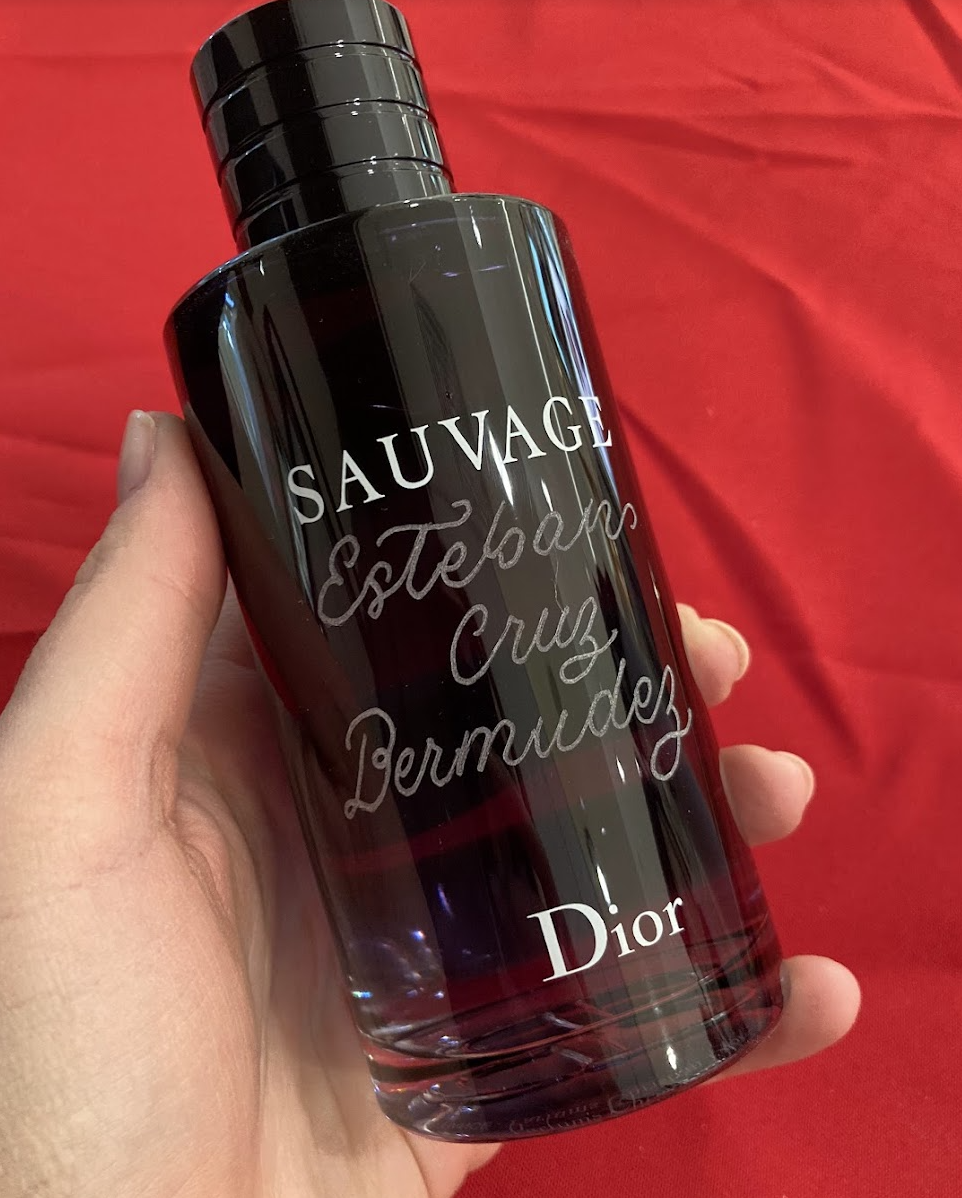 SAUVAGE
Esteban
Cruz
Bermudez
Dior